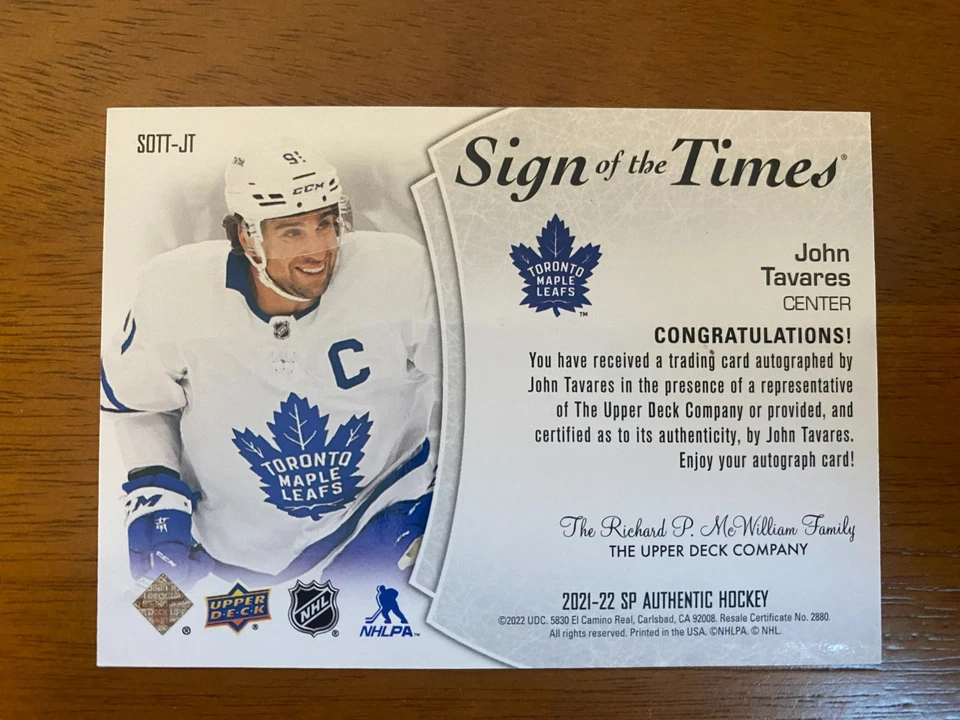 SOTT-JT
Sign of the Times®
91
CCM
C
TORONTO
MAPLE
LEAFS
TORONTO
MAPLE
LEAFS
TM
John
Tavares
CENTER
CONGRATULATIONS!
You have received a trading card autographed by
John Tavares in the presence of a representative
of The Upper Deck Company or provided, and
certified as to its authenticity, by John Tavares.
Enjoy your autograph card!
The Richard P. McWilliam Family
THE UPPER DECK COMPANY
CCM
®
UPPER
D·E·C·K
®
NHL
®
NHLPA™
2021-22 SP AUTHENTIC HOCKEY
©2022 UDC. 5830 El Camino Real, Carlsbad, CA 92008. Resale Certificate No. 2880.
All rights reserved. Printed in the USA. ©NHLPA. © NHL.